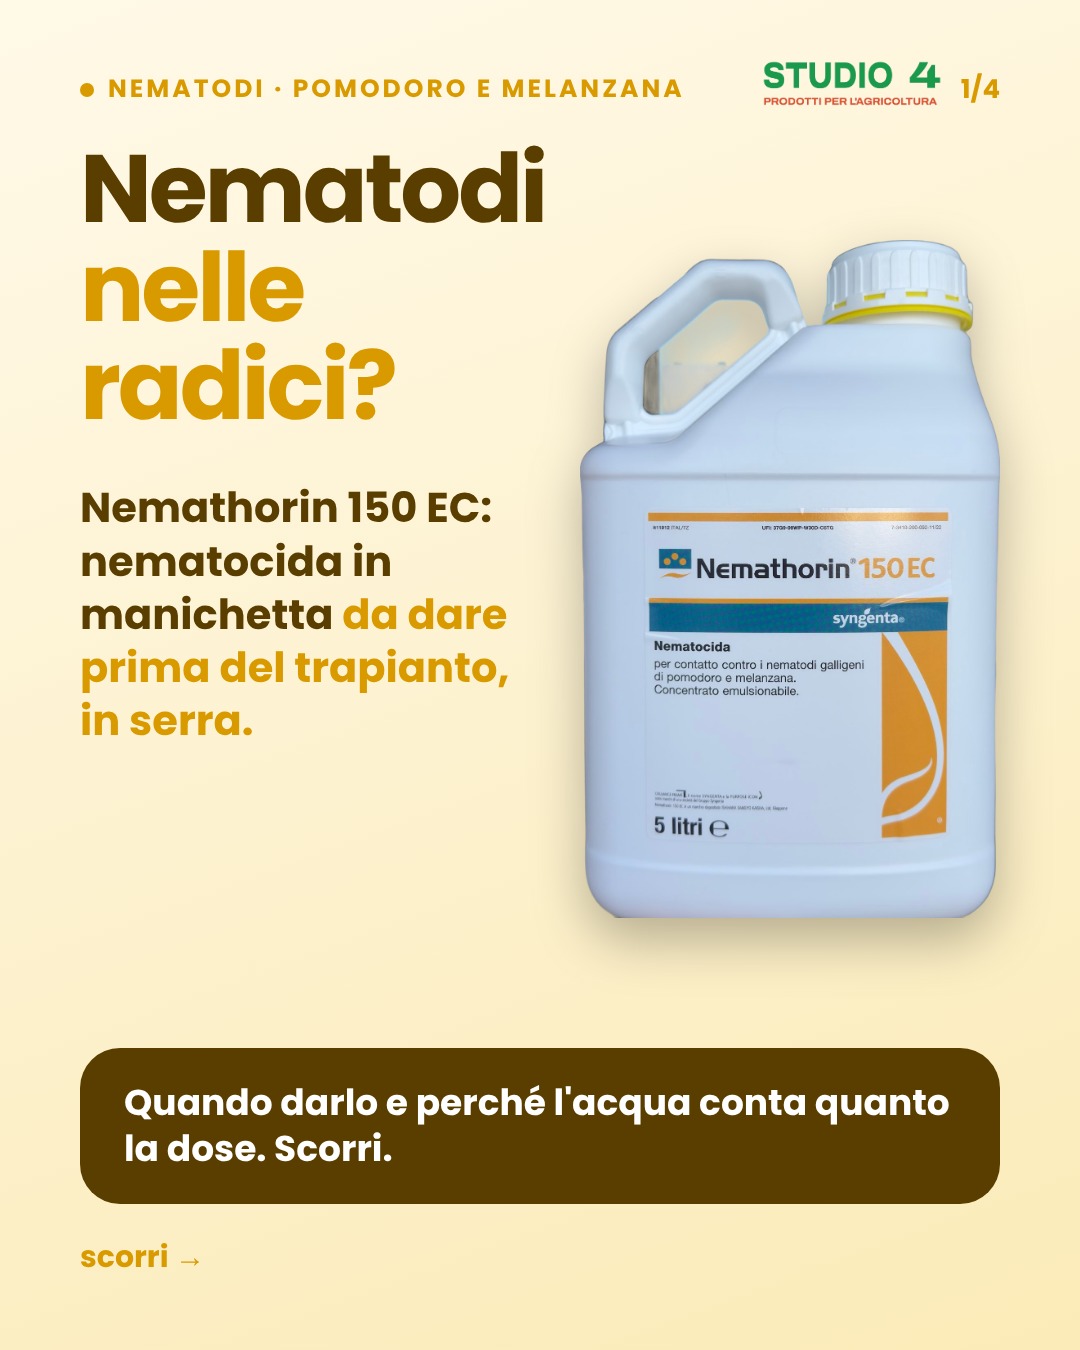 NEMATODI · POMODORO E MELANZANA
STUDIO 4
PRODOTTI PER L'AGRICOLTURA
1/4
Nematodi
nelle
radici?
Nemathorin 150 EC:
nematocida in
manichetta da dare
prima del trapianto,
in serra.
Nemathorin® 150 EC
syngenta®
Nematocida
per contatto contro i nematodi galligeni
di pomodoro e melanzana.
Concentrato emulsionabile.
5 litri ℮
Quando darlo e perché l'acqua conta quanto
la dose. Scorri.
scorri →